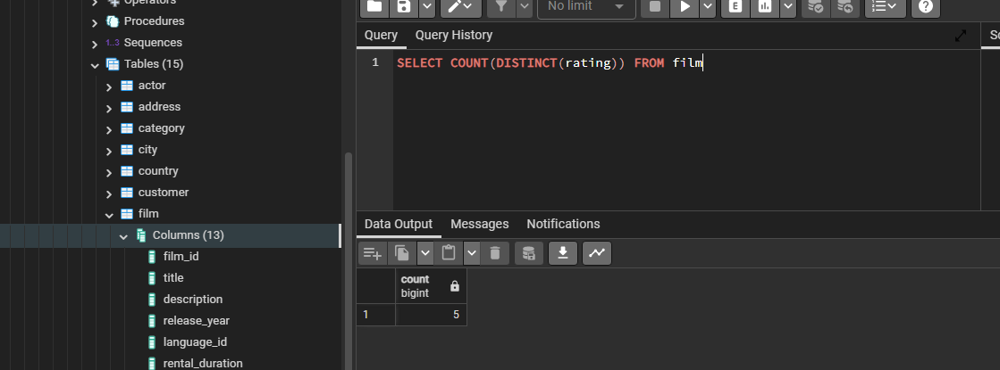 Operators
Procedures
1..3 Sequences
Tables (15)
actor
address
category
city
country
customer
film
Columns (13)
film_id
title
description
release_year
language_id
rental_duration
No limit
E
Query
Query History
Sc
1 SELECT COUNT(DISTINCT(rating)) FROM film
Data Output
Messages
Notifications
count
bigint
1
5